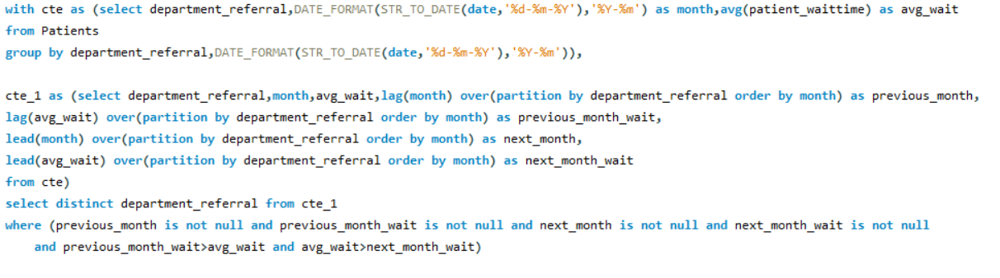 with cte as (select department_referral,DATE_FORMAT(STR_TO_DATE(date,'%d-%m-%Y'),'%Y-%m') as month,avg(patient_waittime) as avg_wait
from Patients
group by department_referral,DATE_FORMAT(STR_TO_DATE(date,'%d-%m-%Y'),'%Y-%m')),
cte_1 as (select department_referral,month,avg_wait,lag(month) over(partition by department_referral order by month) as previous_month,
lag(avg_wait) over(partition by department_referral order by month) as previous_month_wait,
lead(month) over(partition by department_referral order by month) as next_month,
lead(avg_wait) over(partition by department_referral order by month) as next_month_wait
from cte)
select distinct department_referral from cte_1
where (previous_month is not null and previous_month_wait is not null and next_month is not null and next_month_wait is not null
and previous_month_wait>avg_wait and avg_wait>next_month_wait)